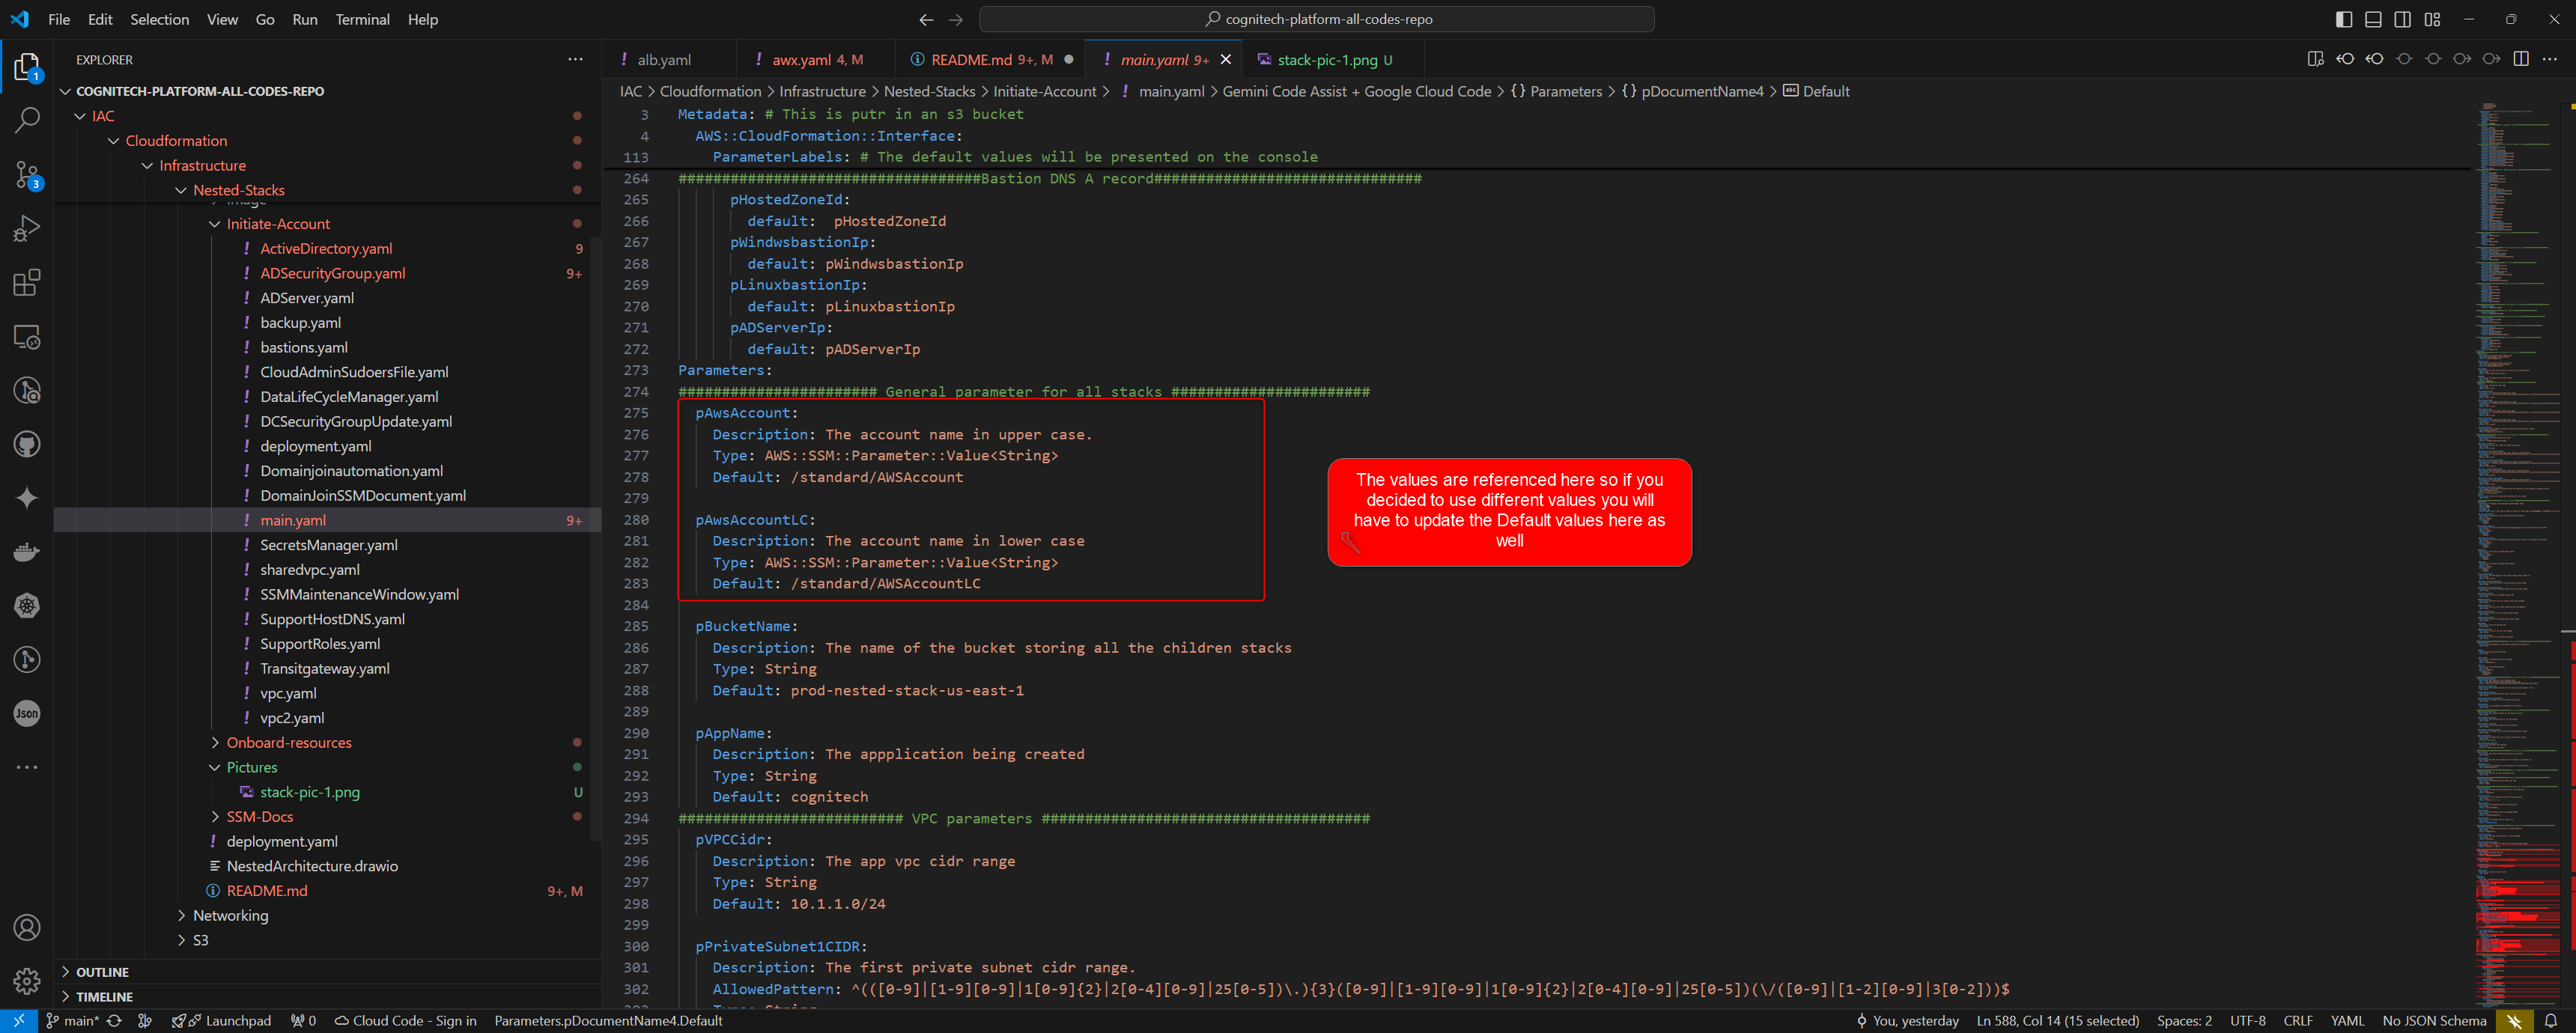 File Edit Selection View Go Run Terminal Help
cognitech-platform-all-codes-repo
EXPLORER
alb.yaml
awx.yaml 4, M
README.md 9+, M
main.yaml 9+
stack-pic-1.png U
COGNITECH-PLATFORM-ALL-CODES-REPO
IAC
Cloudformation
Infrastructure
Nested-Stacks
image
Initiate-Account
ActiveDirectory.yaml 9
ADSecurityGroup.yaml 9+
ADServer.yaml
backup.yaml
bastions.yaml
CloudAdminSudoersFile.yaml
DataLifeCycleManager.yaml
DCSecurityGroupUpdate.yaml
deployment.yaml
Domainjoinautomation.yaml
DomainJoinSSMDocument.yaml
main.yaml 9+
SecretsManager.yaml
sharedvpc.yaml
SSMMaintenanceWindow.yaml
SupportHostDNS.yaml
SupportRoles.yaml
Transitgateway.yaml
vpc.yaml
vpc2.yaml
Onboard-resources
Pictures
stack-pic-1.png U
SSM-Docs
deployment.yaml
NestedArchitecture.drawio
README.md 9+, M
Networking
S3
OUTLINE
TIMELINE
1
3
Json
IAC > Cloudformation > Infrastructure > Nested-Stacks > Initiate-Account > ! main.yaml > Gemini Code Assist + Google Cloud Code > {} Parameters > {} pDocumentName4 > Default
3 Metadata: # This is putr in an s3 bucket
4 AWS::CloudFormation::Interface:
113 ParameterLabels: # The default values will be presented on the console
264 ###################################Bastion DNS A record###############################
265 pHostedZoneId:
266 default:  pHostedZoneId
267 pWindwsbastionIp:
268 default: pWindwsbastionIp
269 pLinuxbastionIp:
270 default: pLinuxbastionIp
271 pADServerIp:
272 default: pADServerIp
273 Parameters:
274 ####################### General parameter for all stacks #######################
275 pAwsAccount:
276 Description: The account name in upper case.
277 Type: AWS::SSM::Parameter::Value<String>
278 Default: /standard/AWSAccount
279
280 pAwsAccountLC:
281 Description: The account name in lower case
282 Type: AWS::SSM::Parameter::Value<String>
283 Default: /standard/AWSAccountLC
284
285 pBucketName:
286 Description: The name of the bucket storing all the children stacks
287 Type: String
288 Default: prod-nested-stack-us-east-1
289
290 pAppName:
291 Description: The appplication being created
292 Type: String
293 Default: cognitech
294 ########################## VPC parameters ######################################
295 pVPCCidr:
296 Description: The app vpc cidr range
297 Type: String
298 Default: 10.1.1.0/24
299
300 pPrivateSubnet1CIDR:
301 Description: The first private subnet cidr range.
302 AllowedPattern: ^(([0-9]|[1-9][0-9]|1[0-9]{2}|2[0-4][0-9]|25[0-5])\.){3}([0-9]|[1-9][0-9]|1[0-9]{2}|2[0-4][0-9]|25[0-5])(\/([0-9]|[1-2][0-9]|3[0-2]))$
The values are referenced here so if you
decided to use different values you will
have to update the Default values here as
well
main* Launchpad 0 Cloud Code - Sign in Parameters.pDocumentName4.Default
You, yesterday Ln 588, Col 14 (15 selected) Spaces: 2 UTF-8 CRLF YAML No JSON Schema